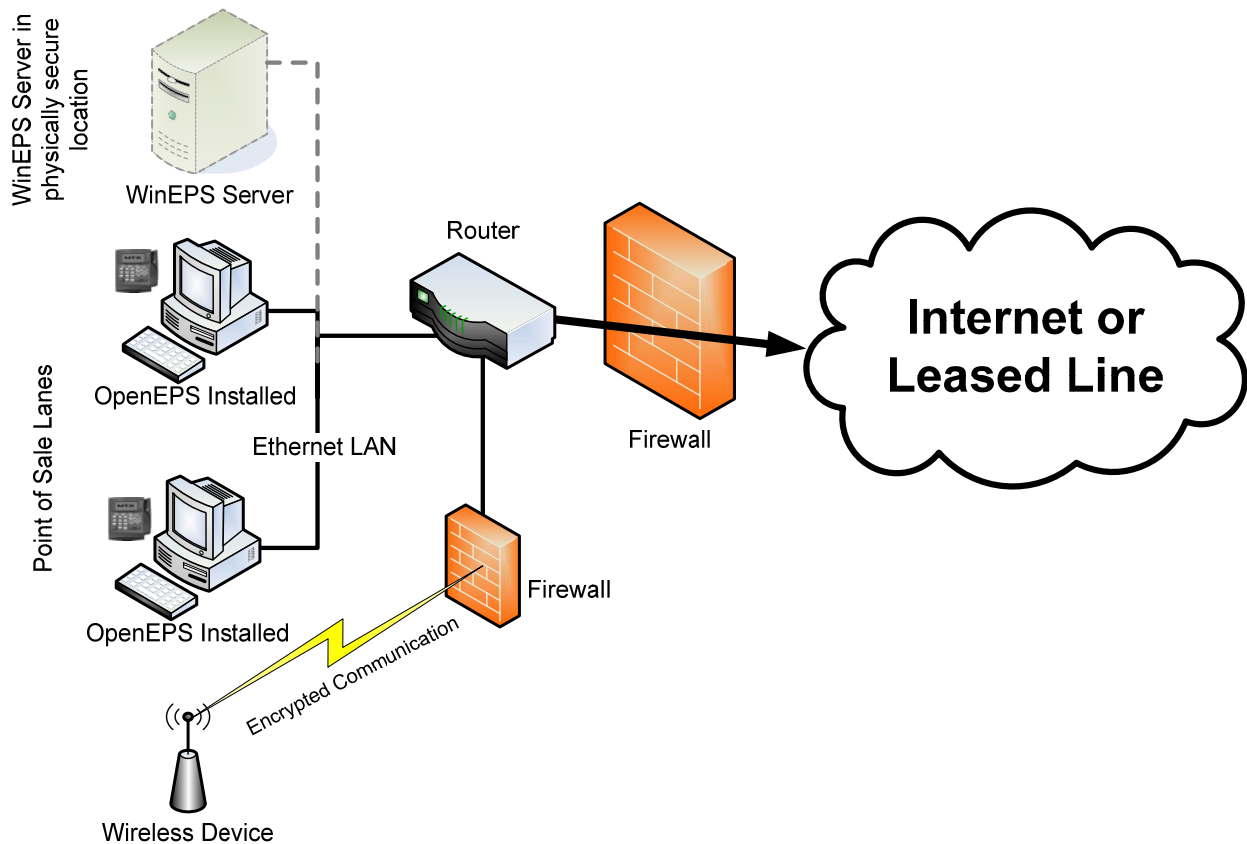 WinEPS Server in
physically secure
location
WinEPS Server
Router
Internet or
Leased Line
Firewall
OpenEPS Installed
Point of Sale Lanes
Ethernet LAN
Firewall
OpenEPS Installed
Encrypted Communication
Wireless Device